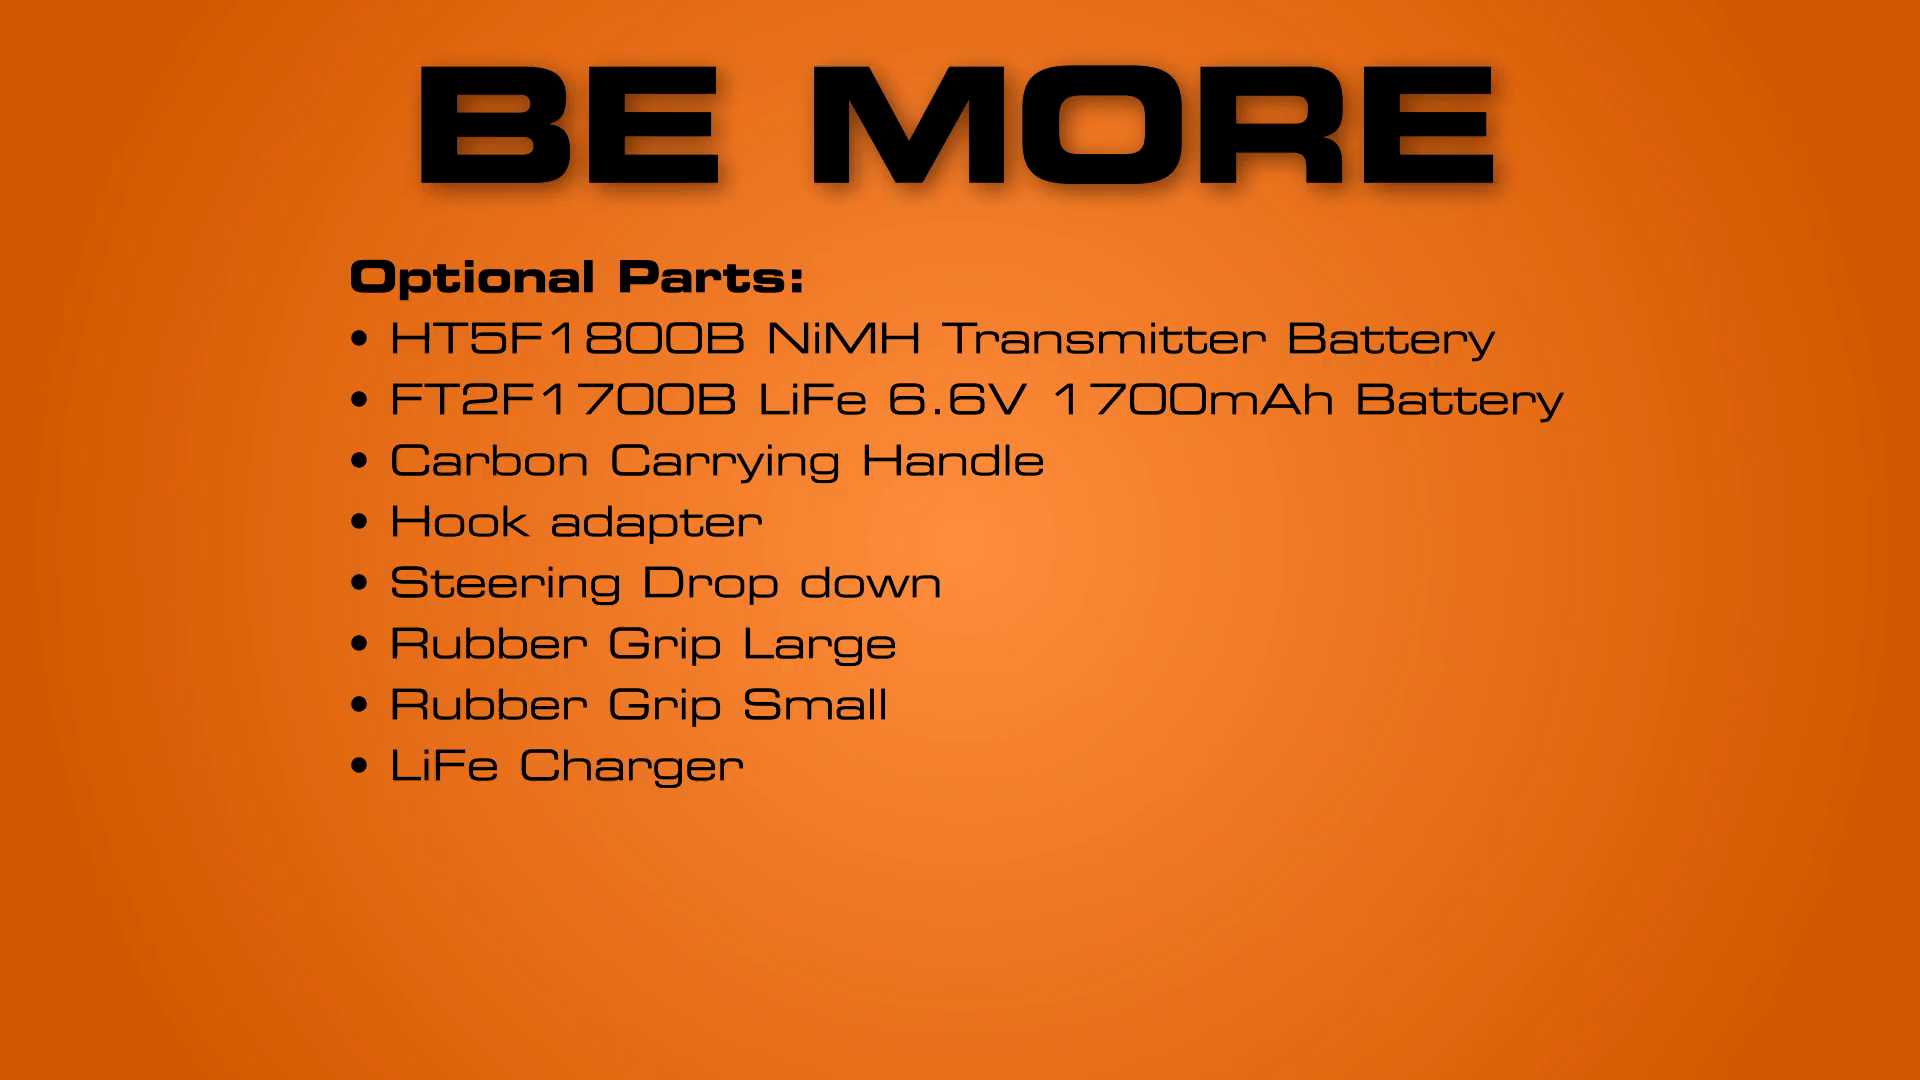 BE MORE
Optional Parts:
• HT5F1800B NiMH Transmitter Battery
• FT2F1700B LiFe 6.6V 1700mAh Battery
• Carbon Carrying Handle
• Hook adapter
• Steering Drop down
• Rubber Grip Large
• Rubber Grip Small
• LiFe Charger